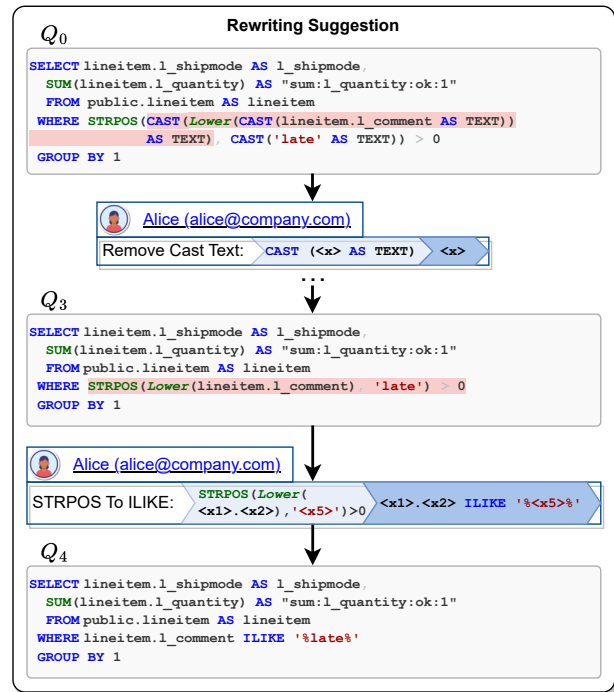 Rewriting Suggestion
Q0
SELECT lineitem.l_shipmode AS l_shipmode,
SUM(lineitem.l_quantity) AS "sum:l_quantity:ok:1"
FROM public.lineitem AS lineitem
WHERE STRPOS(CAST(Lower(CAST(lineitem.l_comment AS TEXT))
AS TEXT), CAST('late' AS TEXT)) > 0
GROUP BY 1
Alice (alice@company.com)
Remove Cast Text: CAST (<x> AS TEXT) <x>
...
Q3
SELECT lineitem.l_shipmode AS l_shipmode,
SUM(lineitem.l_quantity) AS "sum:l_quantity:ok:1"
FROM public.lineitem AS lineitem
WHERE STRPOS(Lower(lineitem.l_comment), 'late') > 0
GROUP BY 1
Alice (alice@company.com)
STRPOS To ILIKE: STRPOS(Lower(
<x1>.<x2>),'<x5>')>0 <x1>.<x2> ILIKE '%<x5>%'
Q4
SELECT lineitem.l_shipmode AS l_shipmode,
SUM(lineitem.l_quantity) AS "sum:l_quantity:ok:1"
FROM public.lineitem AS lineitem
WHERE lineitem.l_comment ILIKE '%late%'
GROUP BY 1